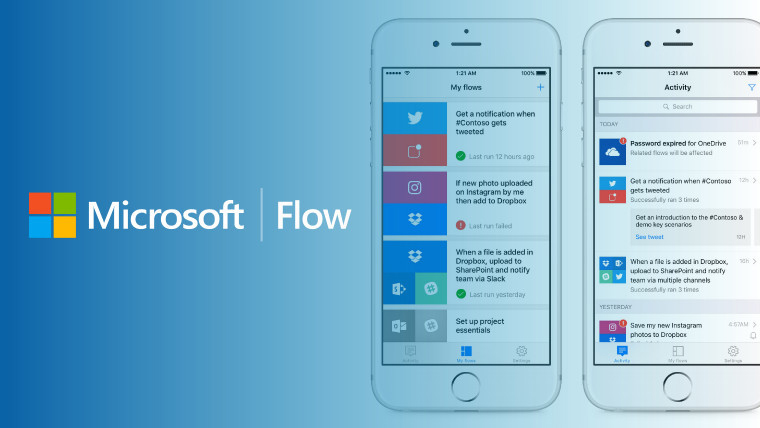 Microsoft | Flow
1:21 AM
100%
My flows
+
Get a notification when
#Contoso gets
tweeted
Last run 12 hours ago
If new photo uploaded
on instagram by me
then add to Dropbox
Last run failed
When a file is added in
Dropbox, upload to
SharePoint and notify
team via Slack
Last run yesterday
Set up project
essentials
Activity
My Flows
Settings
1:21 AM
100%
Activity
Search
TODAY
Password expired for OneDrive
Related flows will be affected
Get a notification when #Contoso
gets tweeted
12h
Successfully ran 3 times
Get an introduction to the #Contoso &
demo key scenarios
See tweet
When a file is added in Dropbox,
16h
upload to SharePoint and notify
team via multiple channels
Successfully ran 3 times
YESTERDAY
Save my new Instagram
4:57AM
photos to Dropbox
Activity
My Flows
Settings